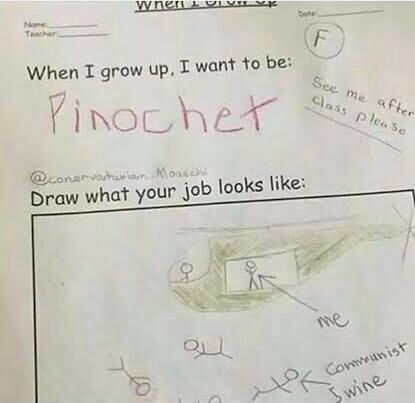 When I Grow Up
Name:
Teacher:
Date:
F
When I grow up, I want to be:
See me after
class please
Pinochet
Draw what your job looks like:
me
Communist
Swine